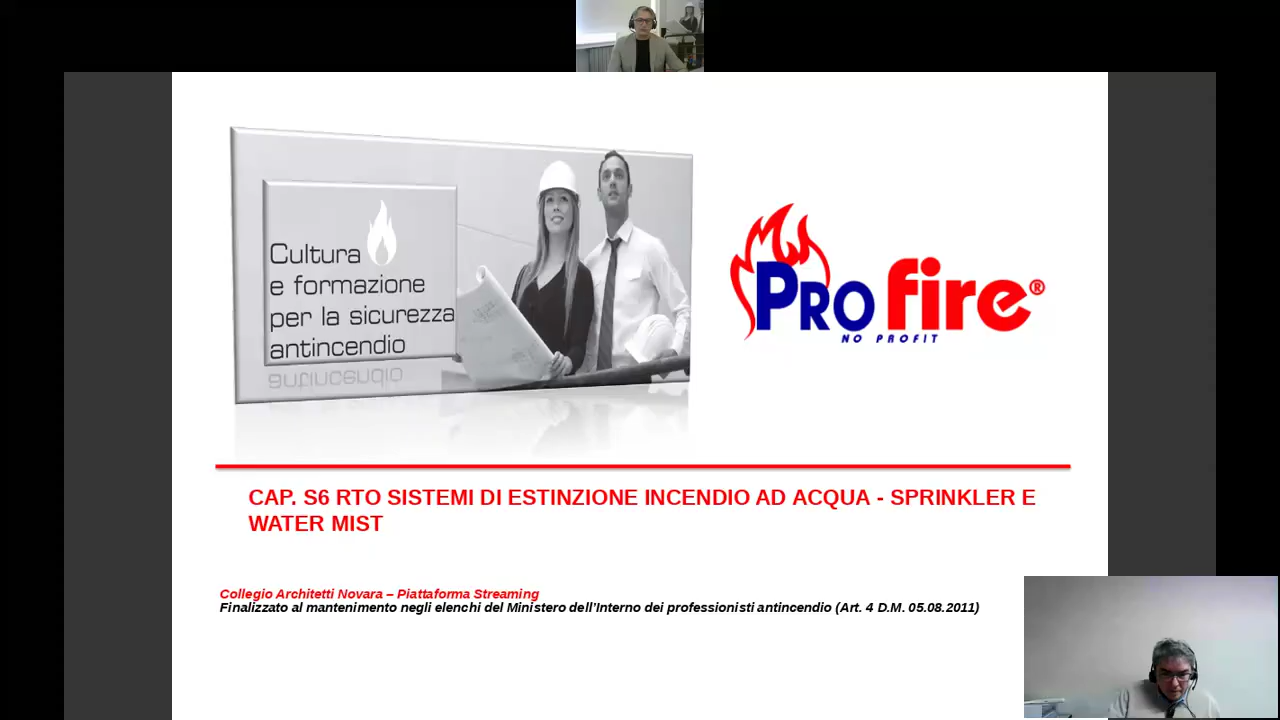 Cultura
e formazione
per la sicurezza
antincendio
antincendio
PRO fire®
NO PROFIT
CAP. S6 RTO SISTEMI DI ESTINZIONE INCENDIO AD ACQUA - SPRINKLER E
WATER MIST
Collegio Architetti Novara – Piattaforma Streaming
Finalizzato al mantenimento negli elenchi del Ministero dell'Interno dei professionisti antincendio (Art. 4 D.M. 05.08.2011)